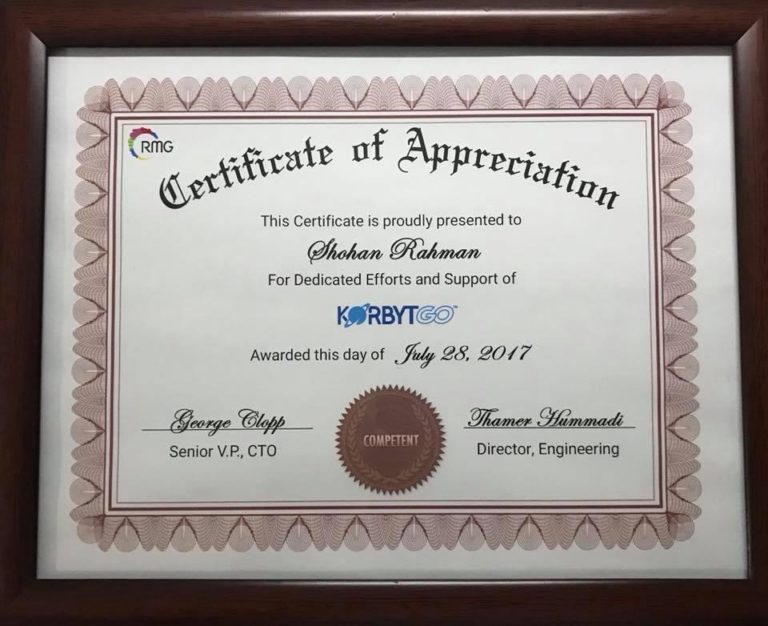 RMG
Certificate of Appreciation
This Certificate is proudly presented to
Shohan Rahman
For Dedicated Efforts and Support of
KORBYTGO™
Awarded this day of July 28, 2017
George Clopp
Senior V.P., CTO
COMPETENT
Thamer Hummadi
Director, Engineering